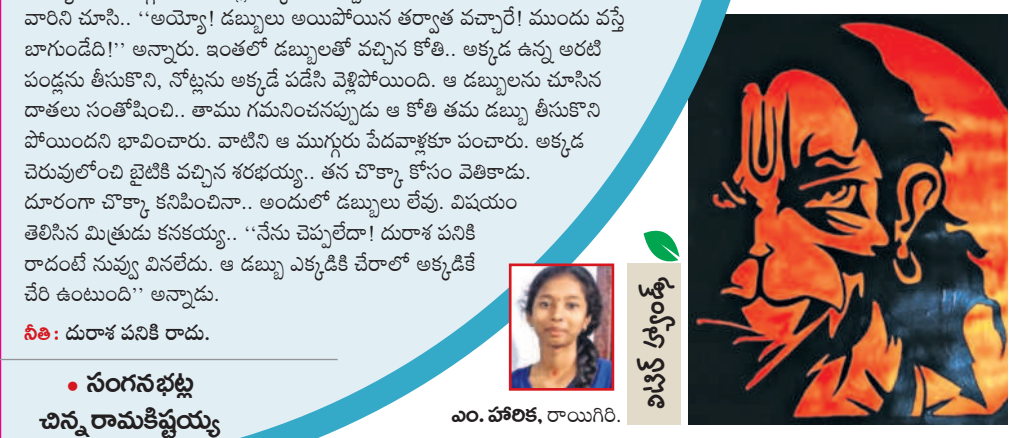 వారిని చూసి.. ‘‘అయ్యో! డబ్బులు అయిపోయిన తర్వాత వచ్చారే! ముందు వస్తే
బాగుండేది!’’ అన్నారు. ఇంతలో డబ్బులతో వచ్చిన కోతి.. అక్కడ ఉన్న అరటి
పండ్లను తీసుకొని, నోట్లను అక్కడే పడేసి వెళ్లిపోయింది. ఆ డబ్బులను చూసిన
దాతలు సంతోషించి.. తాము గమనించనప్పుడు ఆ కోతి తమ డబ్బు తీసుకొని
పోయిందని భావించారు. వాటిని ఆ ముగ్గురు పేదవాళ్లకూ పంచారు. అక్కడ
చెరువులోంచి బైటికి వచ్చిన శరభయ్య.. తన చొక్కా కోసం వెతికాడు.
దూరంగా చొక్కా కనిపించినా.. అందులో డబ్బులు లేవు. విషయం
తెలిసిన మిత్రుడు కనకయ్య.. ‘‘నేను చెప్పలేదా! దురాశ పనికి
రాదంటే నువ్వు వినలేదు. ఆ డబ్బు ఎక్కడికి చేరాలో అక్కడికే
చేరి ఉంటుంది’’ అన్నాడు.
నీతి: దురాశ పనికి రాదు.
• సంగనభట్ల
చిన్న రామకిష్టయ్య
ఎం. హారిక, రాయిగిరి.
లిటిల్ హ్యాండ్స్